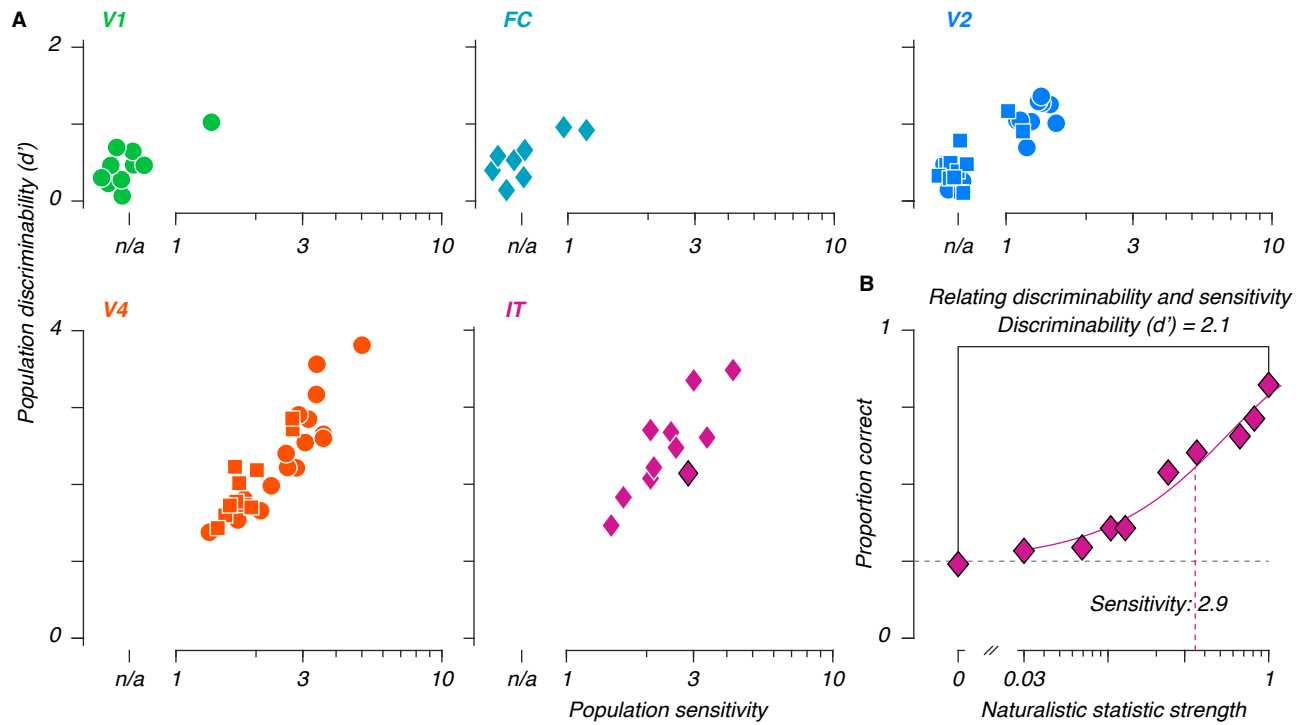 A
V1
FC
V2
Population discriminability (d')
2
0
n/a 1 3 10
n/a 1 3 10
n/a 1 3 10
V4
IT
B
Relating discriminability and sensitivity
Discriminability (d') = 2.1
4
0
n/a 1 3 10
n/a 1 3 10
Population sensitivity
Proportion correct
1
0
Sensitivity: 2.9
0 // 0.03 1
Naturalistic statistic strength